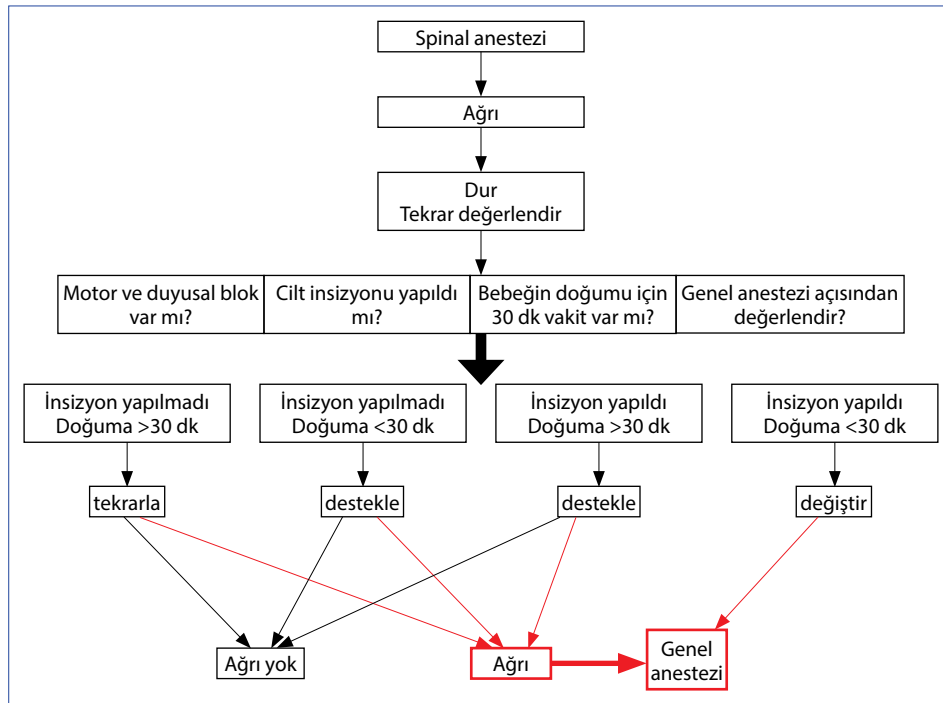 Spinal anestezi
Ağrı
Dur
Tekrar değerlendir
Motor ve duyusal blok
var mı?
Cilt insizyonu yapıldı
mı?
Bebeğin doğumu için
30 dk vakit var mı?
Genel anestezi açısından
değerlendir?
İnsizyon yapılmadı
Doğuma >30 dk
İnsizyon yapılmadı
Doğuma <30 dk
İnsizyon yapıldı
Doğuma >30 dk
İnsizyon yapıldı
Doğuma <30 dk
tekrarla
destekle
destekle
değiştir
Ağrı yok
Ağrı
Genel
anestezi